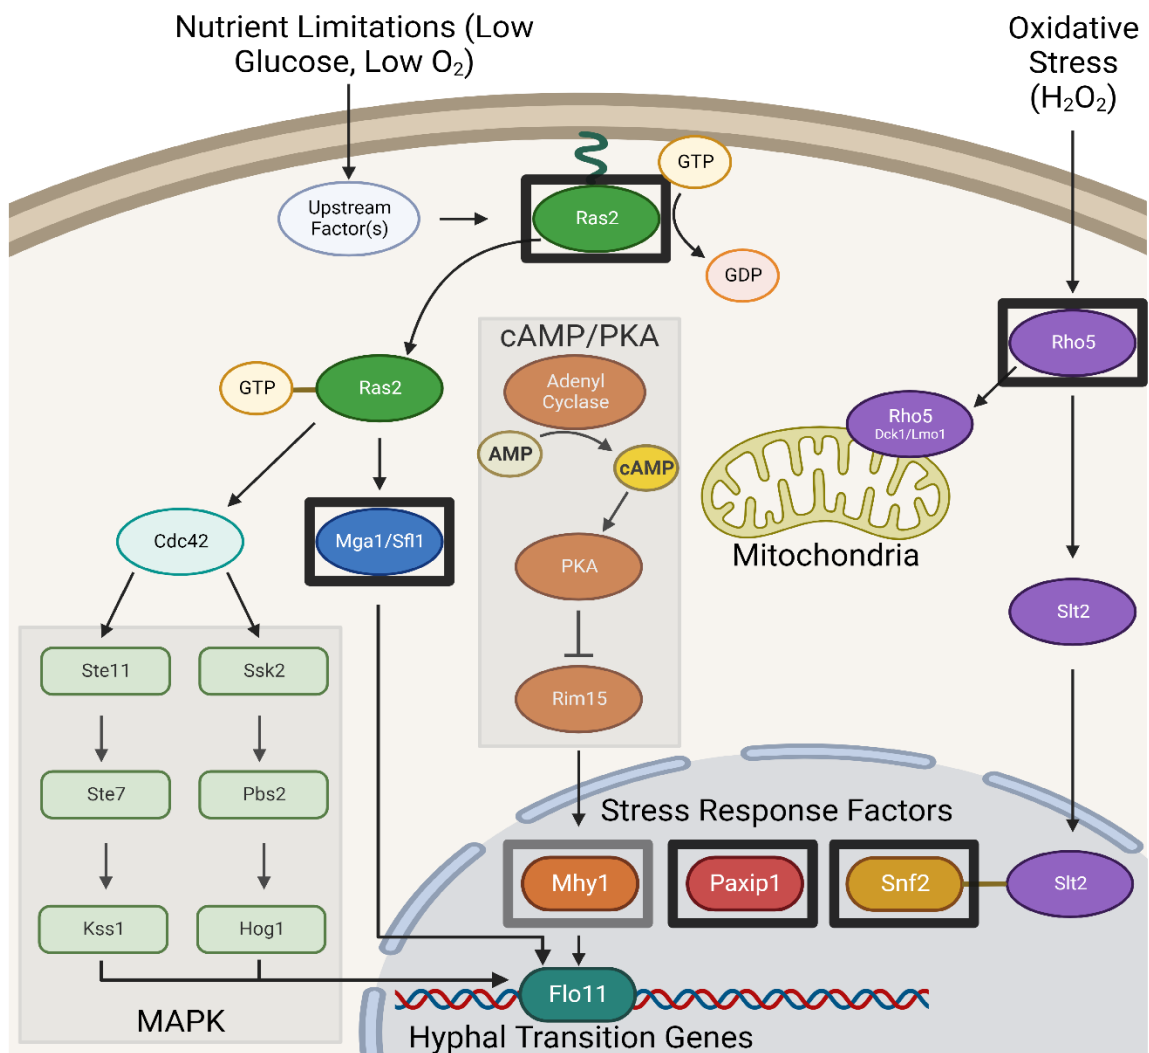 Nutrient Limitations (Low
Glucose, Low O₂)
Oxidative
Stress
(H₂O₂)
GTP
Upstream
Factor(s)
Ras2
GDP
cAMP/PKA
Rho5
Adenyl
Cyclase
GTP
Ras2
Rho5
Dck1/Lmo1
AMP
cAMP
Cdc42
Mga1/Sfl1
Mitochondria
PKA
Slt2
Ste11
Ssk2
Rim15
Ste7
Pbs2
Stress Response Factors
Mhy1
Paxip1
Snf2
Slt2
Kss1
Hog1
Flo11
MAPK
Hyphal Transition Genes